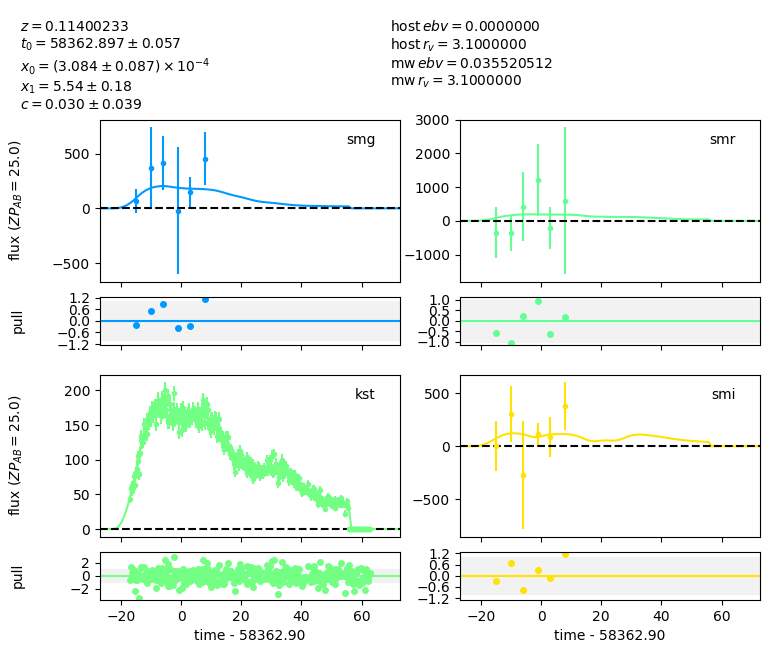 z = 0.11400233
t₀ = 58362.897 ± 0.057
x₀ = (3.084 ± 0.087) × 10⁻⁴
x₁ = 5.54 ± 0.18
c = 0.030 ± 0.039
host ebv = 0.0000000
host r_v = 3.1000000
mw ebv = 0.035520512
mw r_v = 3.1000000
flux (ZP_AB = 25.0)
500
0
−500
smg
3000
2000
1000
0
−1000
smr
pull
1.2
0.6
0.0
−0.6
−1.2
1.0
0.5
0.0
−0.5
−1.0
flux (ZP_AB = 25.0)
200
150
100
50
0
kst
500
0
−500
smi
pull
2
0
−2
1.2
0.6
0.0
−0.6
−1.2
−20 0 20 40 60
−20 0 20 40 60
time - 58362.90
time - 58362.90